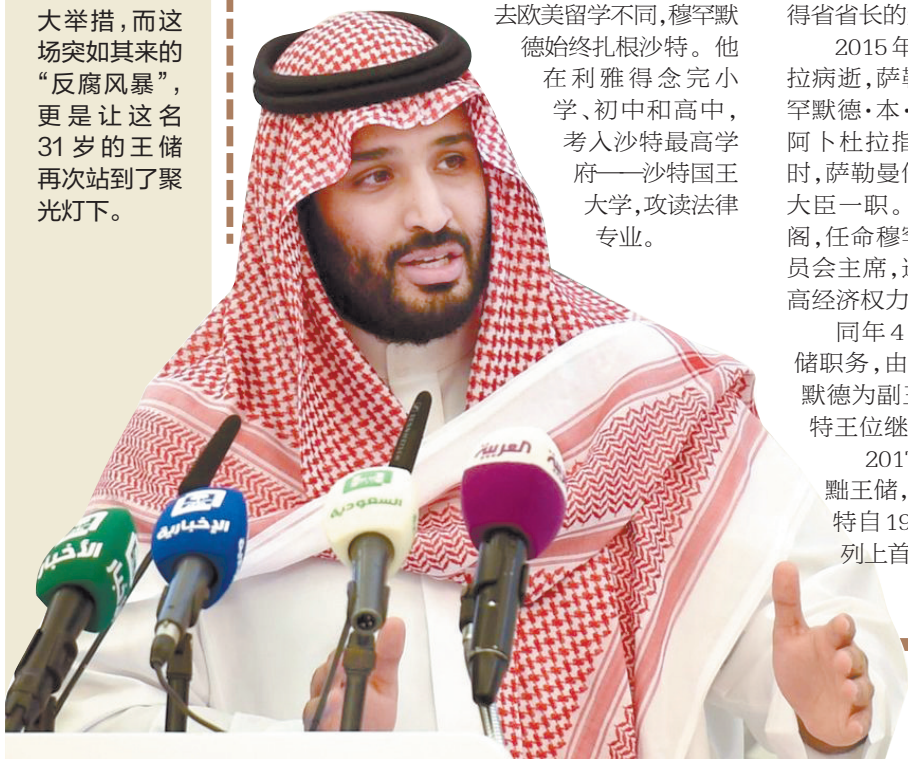 大举措,而这
场突如其来的
“反腐风暴”,
更是让这名
31岁的王储
再次站到了聚
光灯下。
去欧美留学不同,穆罕默
德始终扎根沙特。他
在利雅得念完小
学、初中和高中,
考入沙特最高学
府——沙特国王
大学,攻读法律
专业。
得省省长的
2015年
拉病逝,萨勒
罕默德·本·
阿卜杜拉指
时,萨勒曼
大臣一职。
阁,任命穆罕
员会主席,
高经济权力
同年4
储职务,由
默德为副王
特王位继
2017
黜王储,
特自19
列上首
الأخبار
الإخبارية
السعودية
العربية